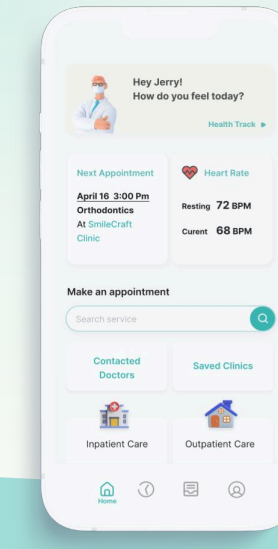 Hey Jerry!
How do you feel today?
Health Track
Next Appointment
April 16 3:00 Pm
Orthodontics
At SmileCraft
Clinic
Heart Rate
Resting 72 BPM
Curent 68 BPM
Make an appointment
Search service
Contacted
Doctors
Saved Clinics
Inpatient Care
Outpatient Care
Home